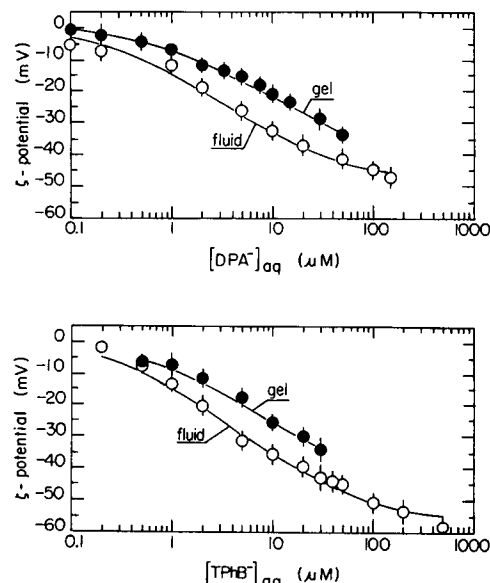 0
-10
-20
-30
-40
-50
-60
ζ- potential (mV)
gel
fluid
0.1 1 10 100 1000
[DPA⁻]aq (μM)
0
-10
-20
-30
-40
-50
-60
ζ- potential (mV)
gel
fluid
0.1 1 10 100 1000
[TPhB⁻]aq (μM)